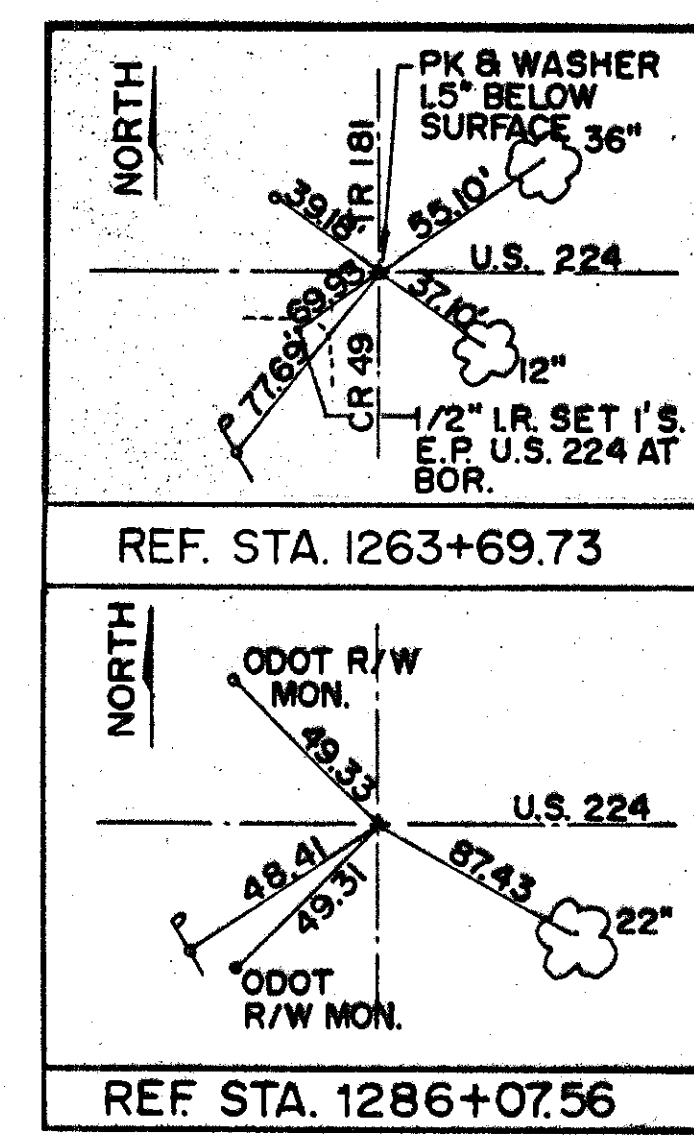 NORTH
PK & WASHER
1.5" BELOW
SURFACE
36"
TR 181
39.18'
55.10'
U.S. 224
69.93'
37.10'
77.69'
CR 49
12"
P
1/2" I.R. SET 1'S.
E.P. U.S. 224 AT
BOR.
REF. STA. 1263+69.73
NORTH
ODOT R/W
MON.
49.33
U.S. 224
48.41
49.31
87.43
22"
P
ODOT
R/W MON.
REF. STA. 1286+07.56